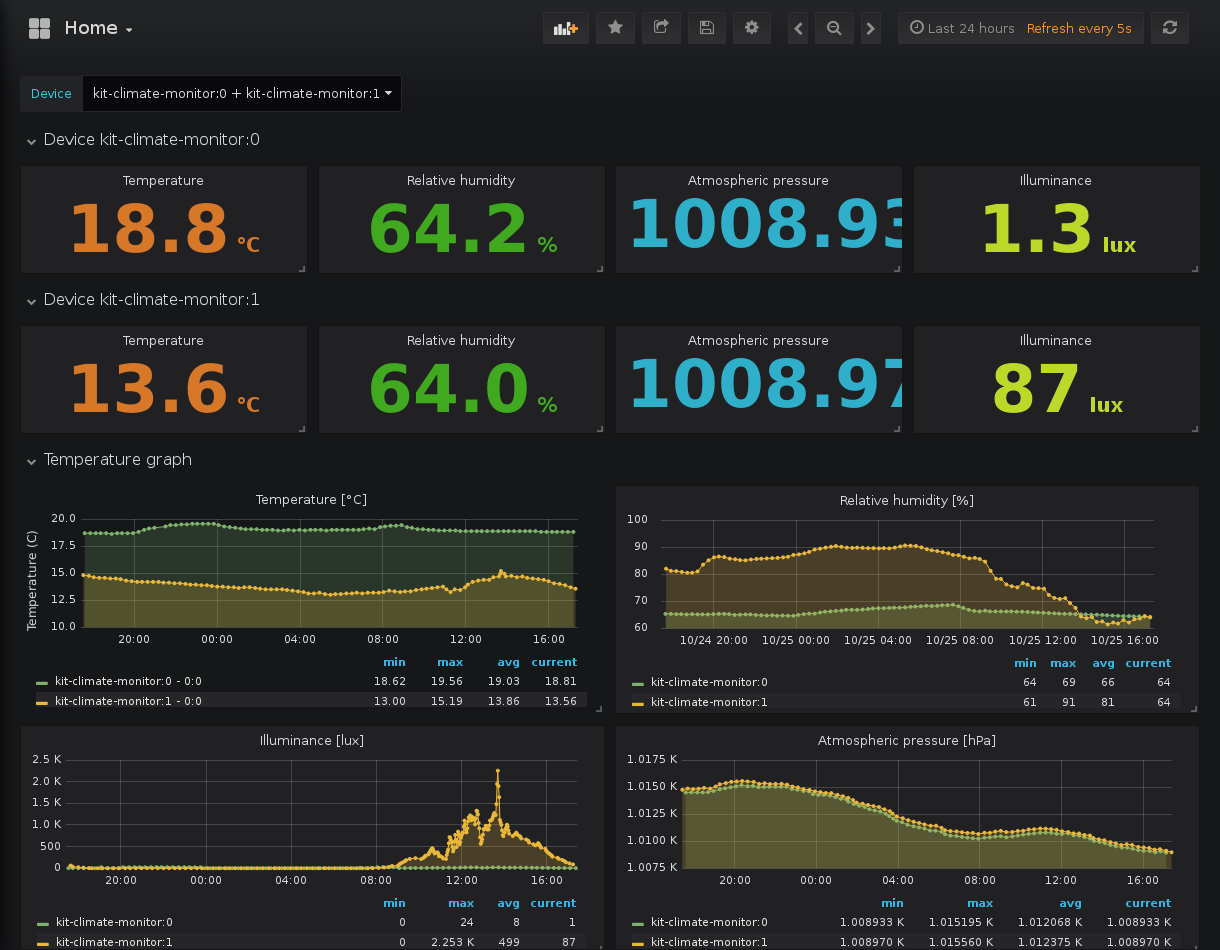 Home
Last 24 hours Refresh every 5s
Device kit-climate-monitor:0 + kit-climate-monitor:1
Device kit-climate-monitor:0
Temperature Relative humidity Atmospheric pressure Illuminance
18.8 °C 64.2 % 1008.93 1.3 lux
Device kit-climate-monitor:1
Temperature Relative humidity Atmospheric pressure Illuminance
13.6 °C 64.0 % 1008.97 87 lux
Temperature graph
Temperature [°C]
Temperature (C)
20.0
17.5
15.0
12.5
10.0
20:00 00:00 04:00 08:00 12:00 16:00
min max avg current
kit-climate-monitor:0 - 0:0 18.62 19.56 19.03 18.81
kit-climate-monitor:1 - 0:0 13.00 15.19 13.86 13.56
Relative humidity [%]
100
90
80
70
60
10/24 20:00 10/25 00:00 10/25 04:00 10/25 08:00 10/25 12:00 10/25 16:00
min max avg current
kit-climate-monitor:0 64 69 66 64
kit-climate-monitor:1 61 91 81 64
Illuminance [lux]
2.5 K
2.0 K
1.5 K
1.0 K
500
0
20:00 00:00 04:00 08:00 12:00 16:00
min max avg current
kit-climate-monitor:0 0 24 8 1
kit-climate-monitor:1 0 2.253 K 499 87
Atmospheric pressure [hPa]
1.0175 K
1.0150 K
1.0125 K
1.0100 K
1.0075 K
20:00 00:00 04:00 08:00 12:00 16:00
min max avg current
kit-climate-monitor:0 1.008933 K 1.015195 K 1.012068 K 1.008933 K
kit-climate-monitor:1 1.008970 K 1.015560 K 1.012375 K 1.008970 K